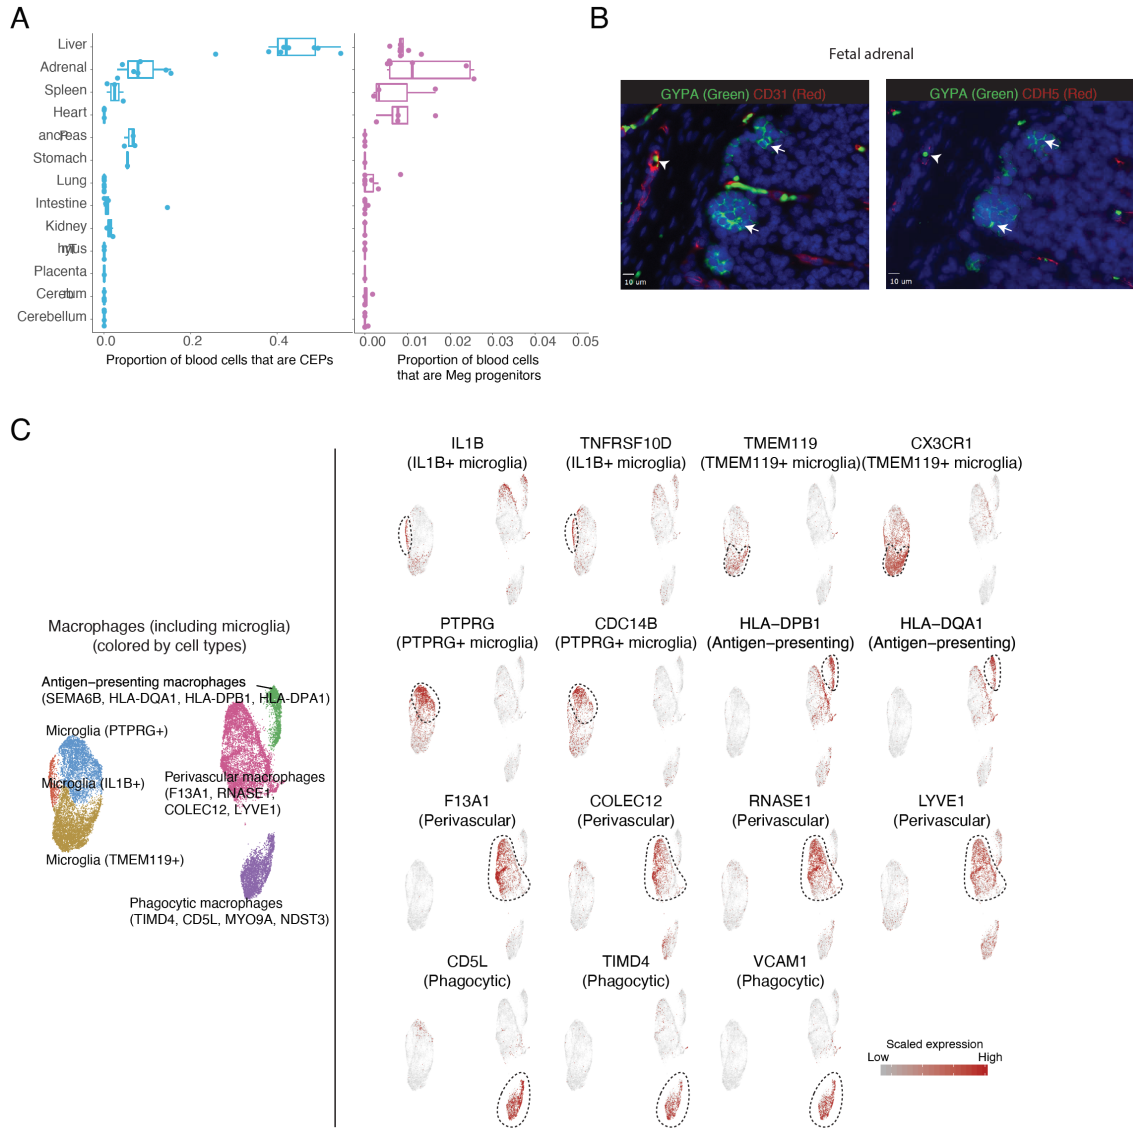 A
Liver
Adrenal
Spleen
Heart
Stomach
Lung
Intestine
Kidney
Placenta
Cerebellum
0.0 0.2 0.4
Proportion of blood cells that are CEPs
0.00 0.01 0.02 0.03 0.04 0.05
Proportion of blood cells
that are Meg progenitors
B
Fetal adrenal
GYPA (Green) CD31 (Red)
10 um
GYPA (Green) CDH5 (Red)
10 um
C
Macrophages (including microglia)
(colored by cell types)
Antigen-presenting macrophages
(SEMA6B, HLA-DQA1, HLA-DPB1, HLA-DPA1)
Microglia (PTPRG+)
Microglia (IL1B+)
Perivascular macrophages
(F13A1, RNASE1,
COLEC12, LYVE1)
Microglia (TMEM119+)
Phagocytic macrophages
(TIMD4, CD5L, MYO9A, NDST3)
IL1B
(IL1B+ microglia)
TNFRSF10D
(IL1B+ microglia)
TMEM119
(TMEM119+ microglia)
CX3CR1
(TMEM119+ microglia)
PTPRG
(PTPRG+ microglia)
CDC14B
(PTPRG+ microglia)
HLA−DPB1
(Antigen−presenting)
HLA−DQA1
(Antigen−presenting)
F13A1
(Perivascular)
COLEC12
(Perivascular)
RNASE1
(Perivascular)
LYVE1
(Perivascular)
CD5L
(Phagocytic)
TIMD4
(Phagocytic)
VCAM1
(Phagocytic)
Scaled expression
Low High